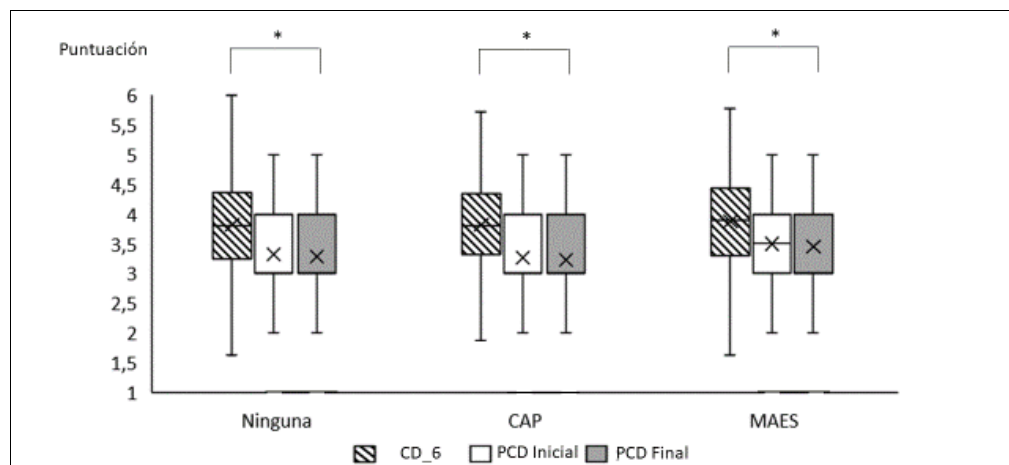 Puntuación
* * *
6
5,5
5
4,5
4
3,5
3
2,5
2
1,5
1
Ninguna CAP MAES
CD_6 PCD Inicial PCD Final